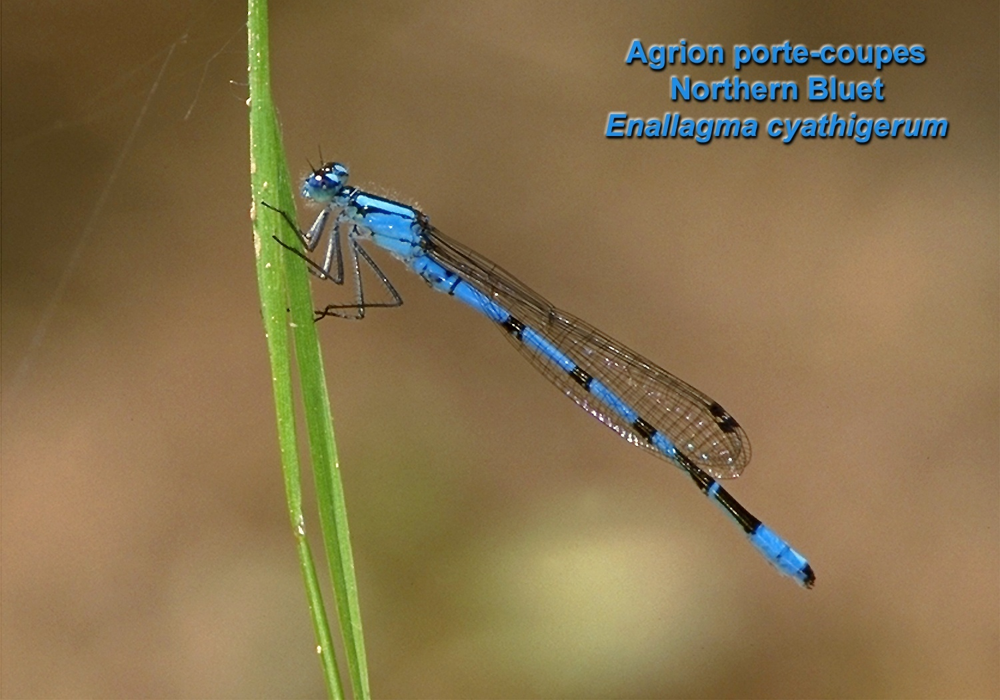 Agrion porte-coupes
Northern Bluet
Enallagma cyathigerum